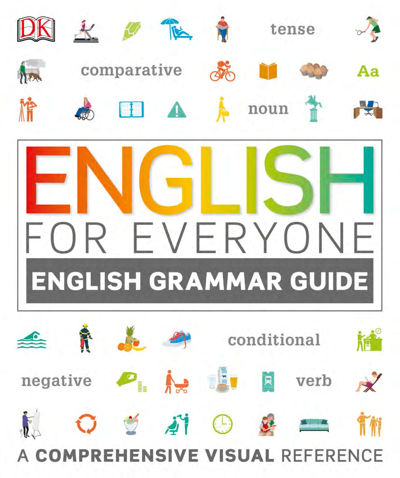 DK
tense
comparative
Aa
noun
ENGLISH
FOR EVERYONE
ENGLISH GRAMMAR GUIDE
conditional
negative
verb
A COMPREHENSIVE VISUAL REFERENCE